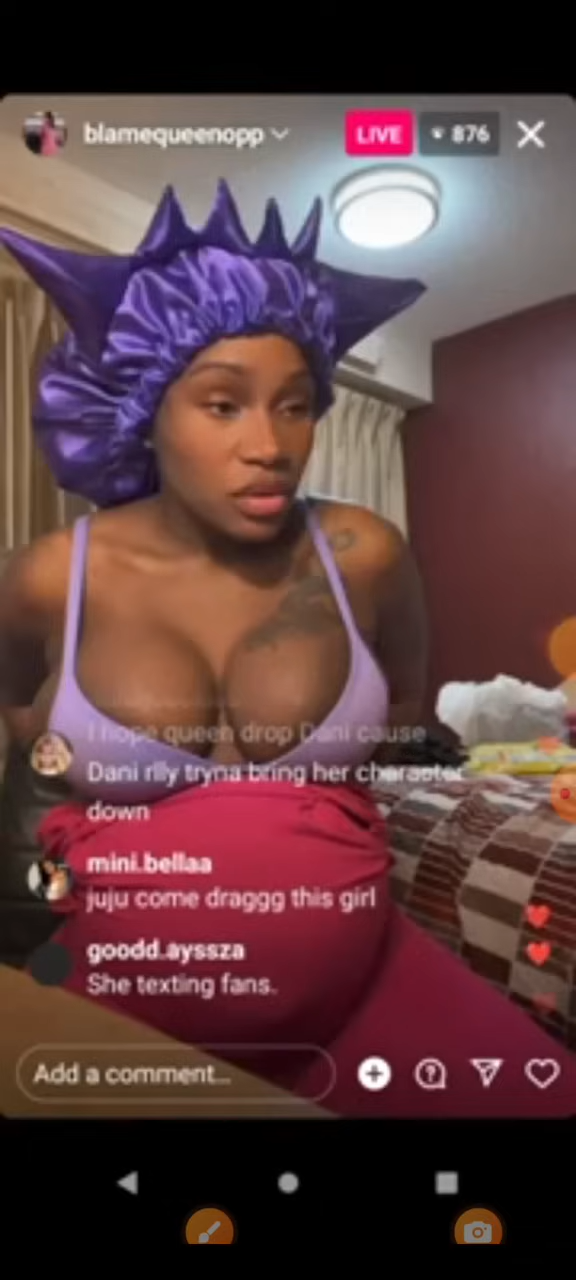 blamequeenopp
LIVE
876
I hope queen drop Dani cause
Dani rlly tryna bring her character
down
mini.bellaa
juju come draggg this girl
goodd.ayssza
She texting fans.
Add a comment...